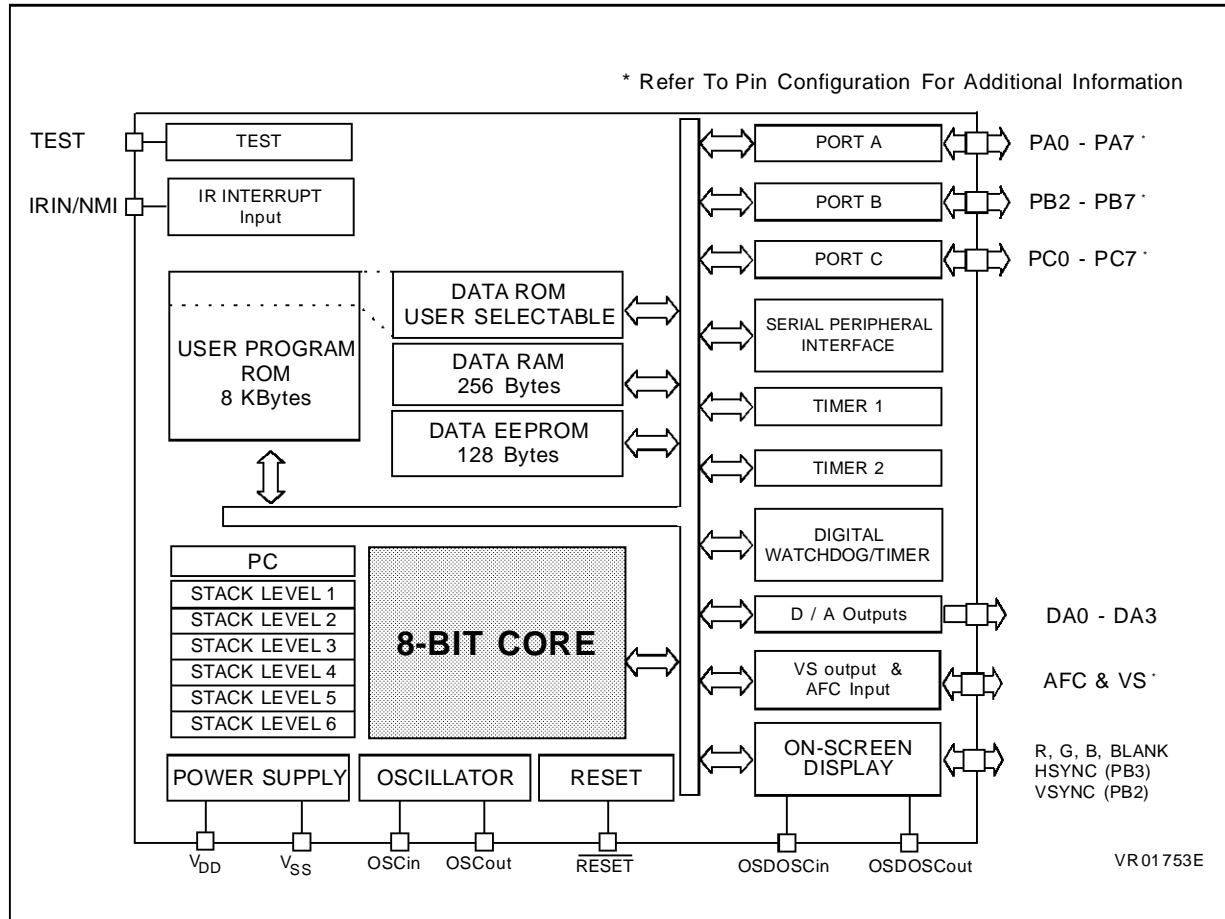 * Refer To Pin Configuration For Additional Information
TEST
TEST
IRIN/NMI
IR INTERRUPT
Input
USER PROGRAM
ROM
8 KBytes
DATA ROM
USER SELECTABLE
DATA RAM
256 Bytes
DATA EEPROM
128 Bytes
PC
STACK LEVEL 1
STACK LEVEL 2
STACK LEVEL 3
STACK LEVEL 4
STACK LEVEL 5
STACK LEVEL 6
8-BIT CORE
POWER SUPPLY
OSCILLATOR
RESET
VDD
VSS
OSCin
OSCout
RESET
PORT A
PA0 - PA7 *
PORT B
PB2 - PB7 *
PORT C
PC0 - PC7 *
SERIAL PERIPHERAL
INTERFACE
TIMER 1
TIMER 2
DIGITAL
WATCHDOG/TIMER
D / A Outputs
DA0 - DA3
VS output &
AFC Input
AFC & VS *
ON-SCREEN
DISPLAY
R, G, B, BLANK
HSYNC (PB3)
VSYNC (PB2)
OSDOSCin
OSDOSCout
VR01753E